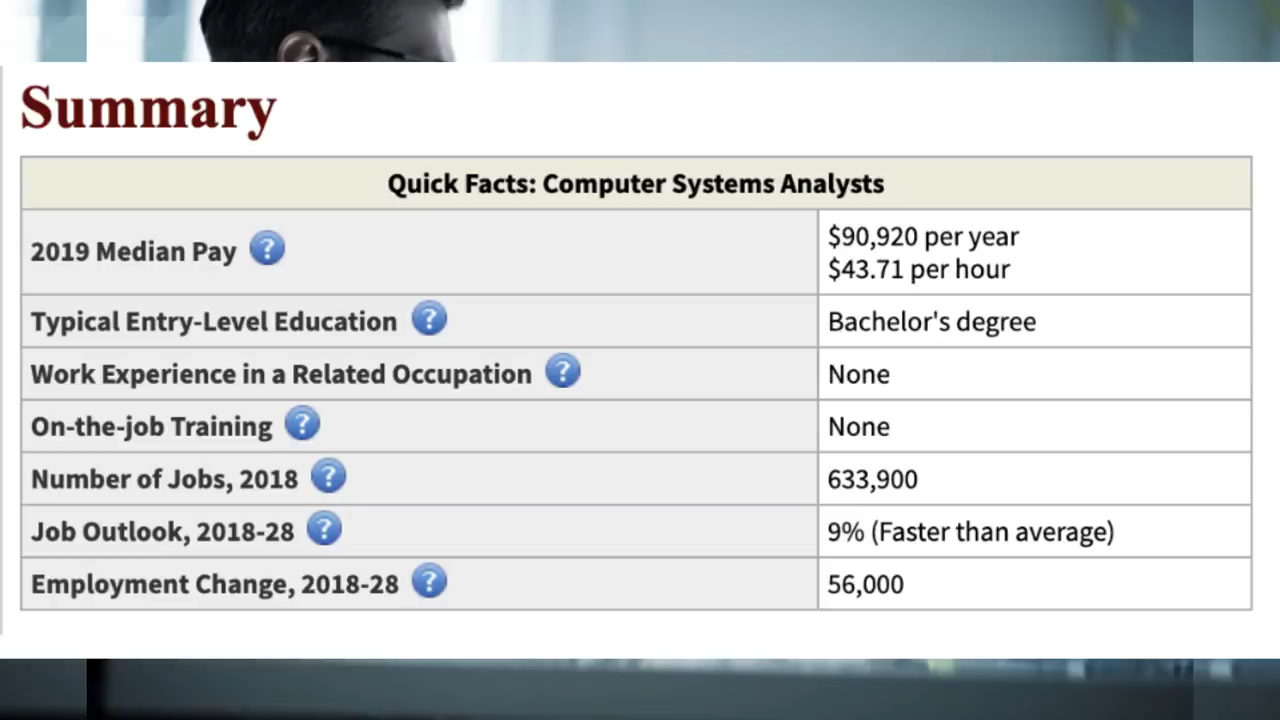 Summary
Quick Facts: Computer Systems Analysts
2019 Median Pay ?
$90,920 per year
$43.71 per hour
Typical Entry-Level Education ?
Bachelor's degree
Work Experience in a Related Occupation ?
None
On-the-job Training ?
None
Number of Jobs, 2018 ?
633,900
Job Outlook, 2018-28 ?
9% (Faster than average)
Employment Change, 2018-28 ?
56,000